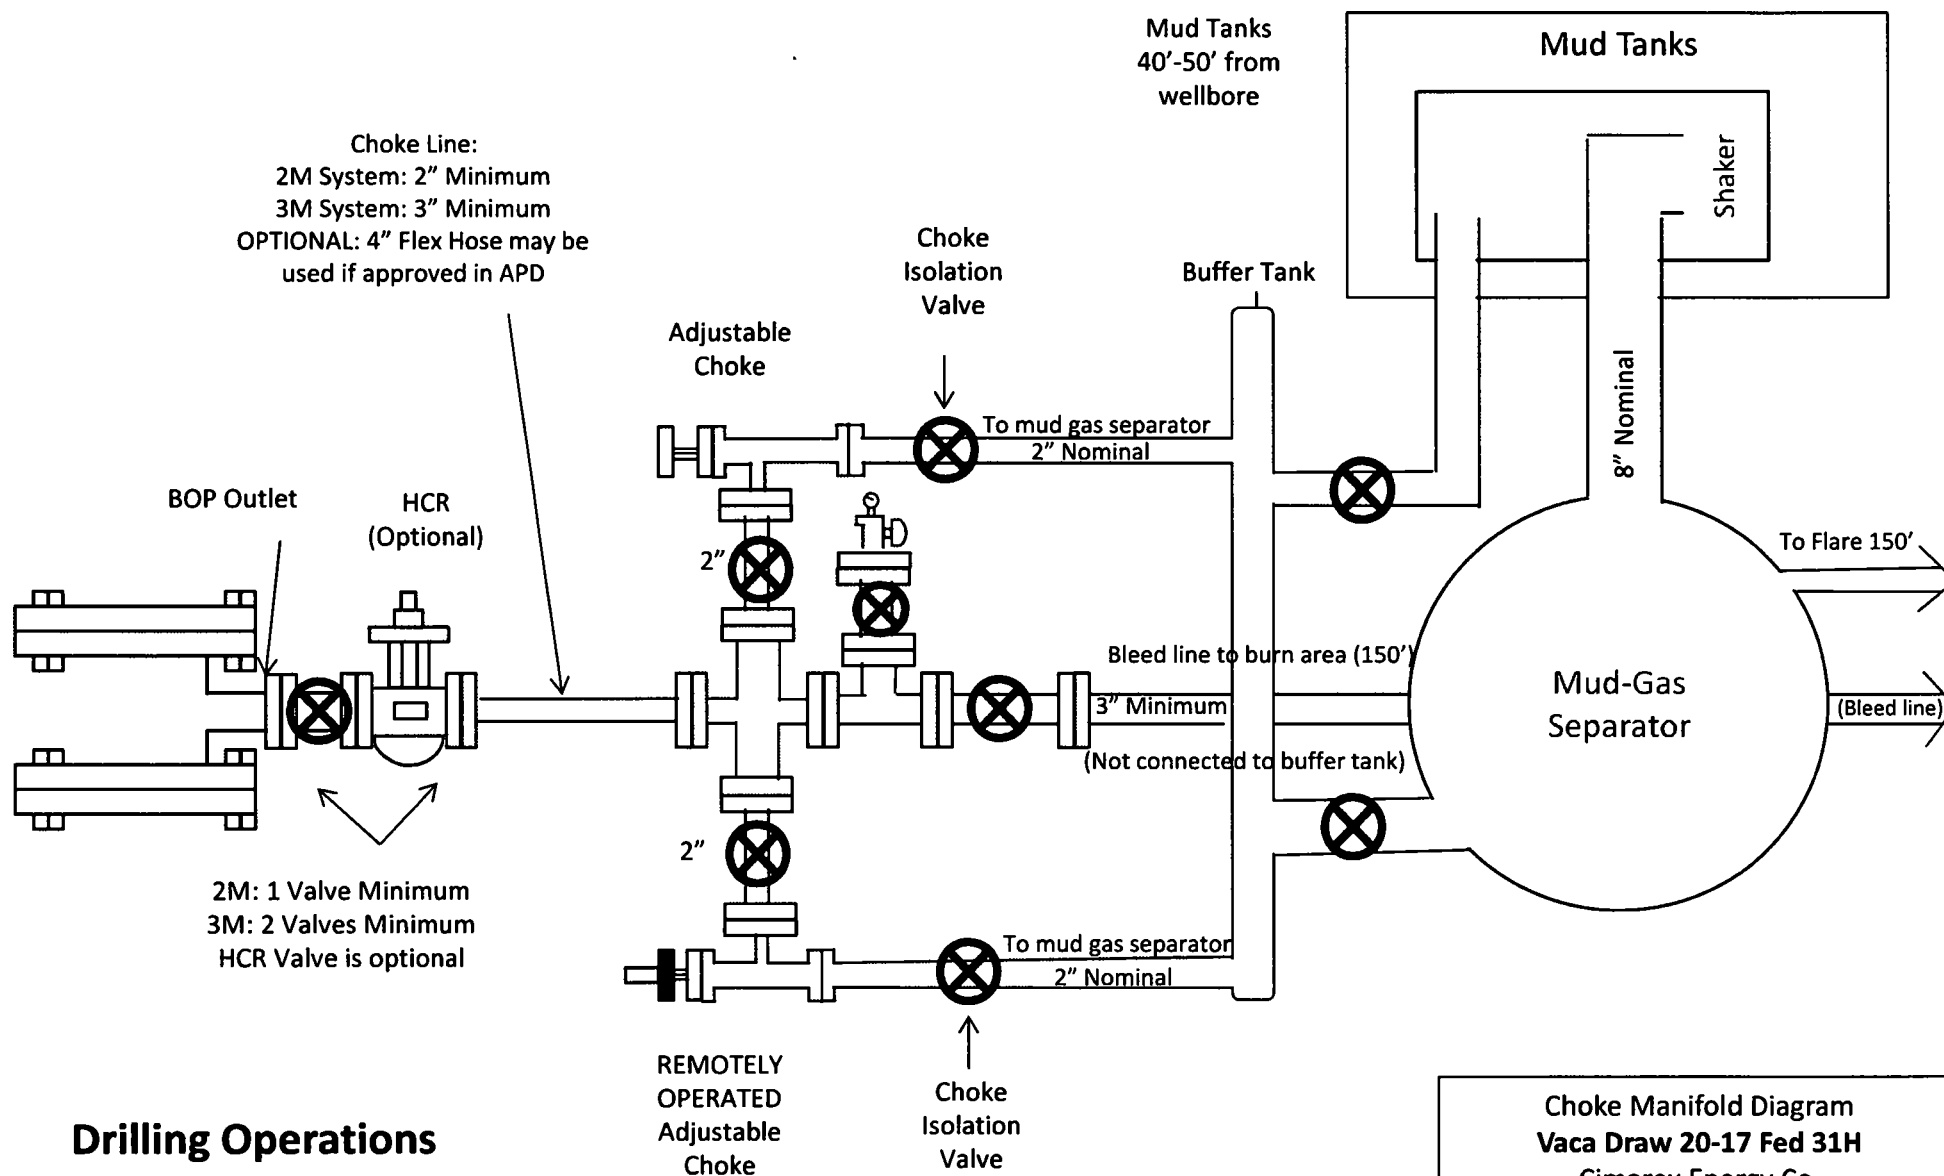 Mud Tanks
40’-50’ from
wellbore
Mud Tanks
Shaker
Choke Line:
2M System: 2” Minimum
3M System: 3” Minimum
OPTIONAL: 4” Flex Hose may be
used if approved in APD
Choke
Isolation
Valve
Buffer Tank
Adjustable
Choke
8” Nominal
To mud gas separator
2” Nominal
BOP Outlet
HCR
(Optional)
2”
To Flare 150’
Bleed line to burn area (150’)
3” Minimum
(Not connected to buffer tank)
Mud-Gas
Separator
(Bleed line)
2”
2M: 1 Valve Minimum
3M: 2 Valves Minimum
HCR Valve is optional
To mud gas separator
2” Nominal
REMOTELY
OPERATED
Adjustable
Choke
Choke
Isolation
Valve
Drilling Operations
Choke Manifold Diagram
Vaca Draw 20-17 Fed 31H
Cimarex Energy Co.